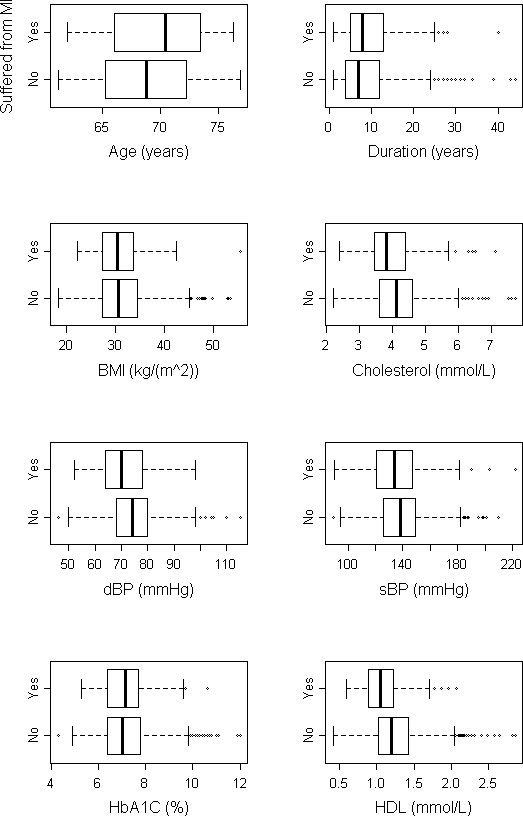 Suffered from MI
Yes
No
65 70 75
Age (years)
Yes
No
0 10 20 30 40
Duration (years)
Yes
No
20 30 40 50
BMI (kg/(m^2))
Yes
No
2 3 4 5 6 7
Cholesterol (mmol/L)
Yes
No
50 60 70 80 90 110
dBP (mmHg)
Yes
No
100 140 180 220
sBP (mmHg)
Yes
No
4 6 8 10 12
HbA1C (%)
Yes
No
0.5 1.0 1.5 2.0 2.5
HDL (mmol/L)